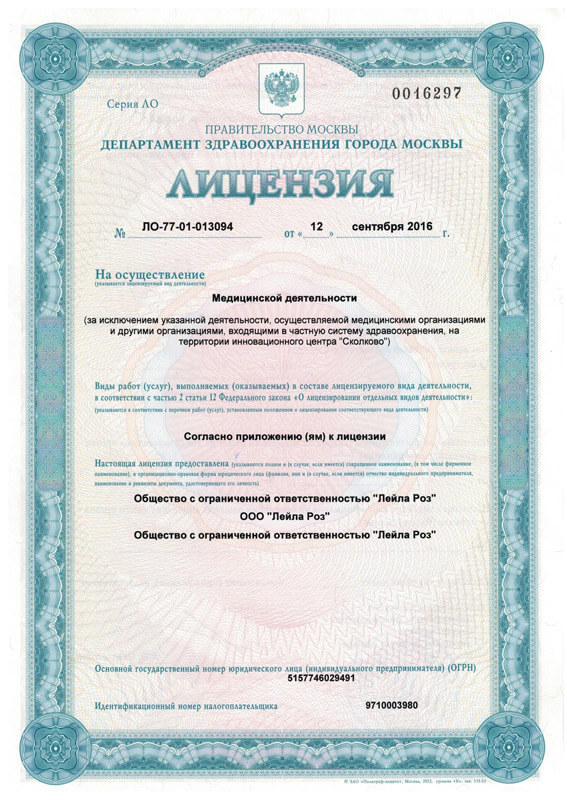 0016297
Серия ЛО
ПРАВИТЕЛЬСТВО МОСКВЫ
ДЕПАРТАМЕНТ ЗДРАВООХРАНЕНИЯ ГОРОДА МОСКВЫ
ЛИЦЕНЗИЯ
№ ЛО-77-01-013094 от « 12 » сентября 2016 г.
На осуществление
(указывается лицензируемый вид деятельности)
Медицинской деятельности
(за исключением указанной деятельности, осуществляемой медицинскими организациями
и другими организациями, входящими в частную систему здравоохранения, на
территории инновационного центра "Сколково")
Виды работ (услуг), выполняемых (оказываемых) в составе лицензируемого вида деятельности,
в соответствии с частью 2 статьи 12 Федерального закона «О лицензировании отдельных видов деятельности»:
(указываются в соответствии с перечнем работ (услуг), установленным положением о лицензировании соответствующего вида деятельности)
Согласно приложению (ям) к лицензии
Настоящая лицензия предоставлена (указываются полное и (в случае, если имеется) сокращенное наименование, (в том числе фирменное
наименование), и организационно-правовая форма юридического лица (фамилия, имя и (в случае, если имеется) отчество индивидуального предпринимателя,
наименование и реквизиты документа, удостоверяющего его личность)
Общество с ограниченной ответственностью "Лейла Роз"
ООО "Лейла Роз"
Общество с ограниченной ответственностью "Лейла Роз"
Основной государственный номер юридического лица (индивидуального предпринимателя) (ОГРН)
5157746029491
Идентификационный номер налогоплательщика 9710003980